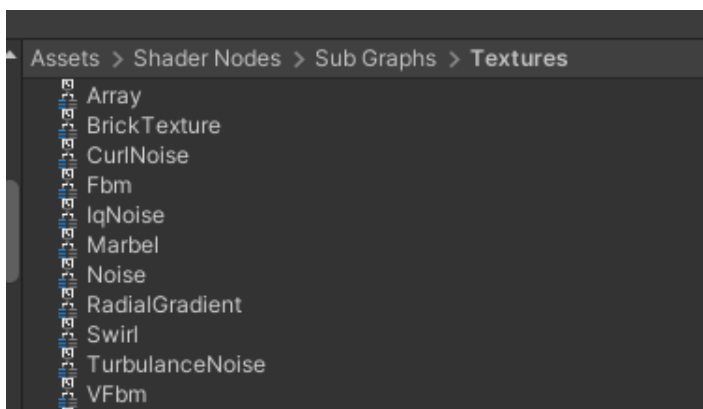 Assets > Shader Nodes > Sub Graphs > Textures
Array
BrickTexture
CurlNoise
Fbm
IqNoise
Marbel
Noise
RadialGradient
Swirl
TurbulanceNoise
VFbm